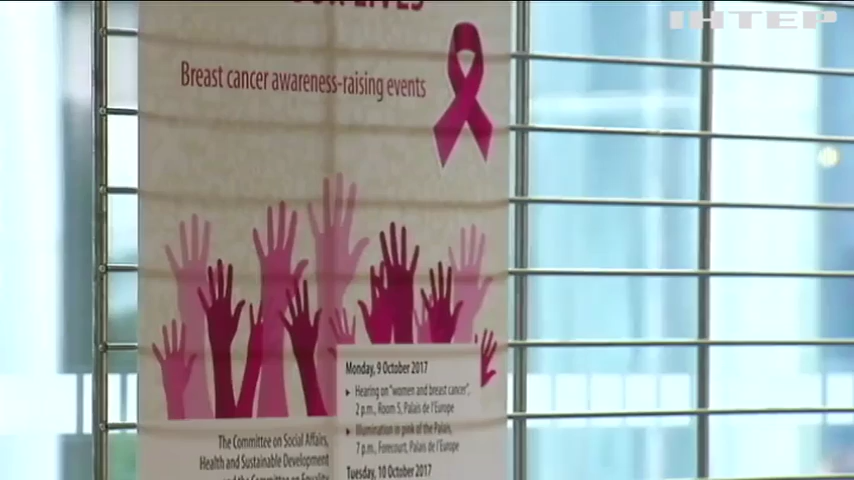 OUR LIVES
ІНТЕР
Breast cancer awareness-raising events
Monday, 9 October 2017
Hearing on "women and breast cancer",
2 p.m., Room 5, Palais de l'Europe
Illumination in pink of the Palais,
7 p.m., Forecourt, Palais de l'Europe
Tuesday, 10 October 2017
The Committee on Social Affairs,
Health and Sustainable Development
and the Committee on Equality